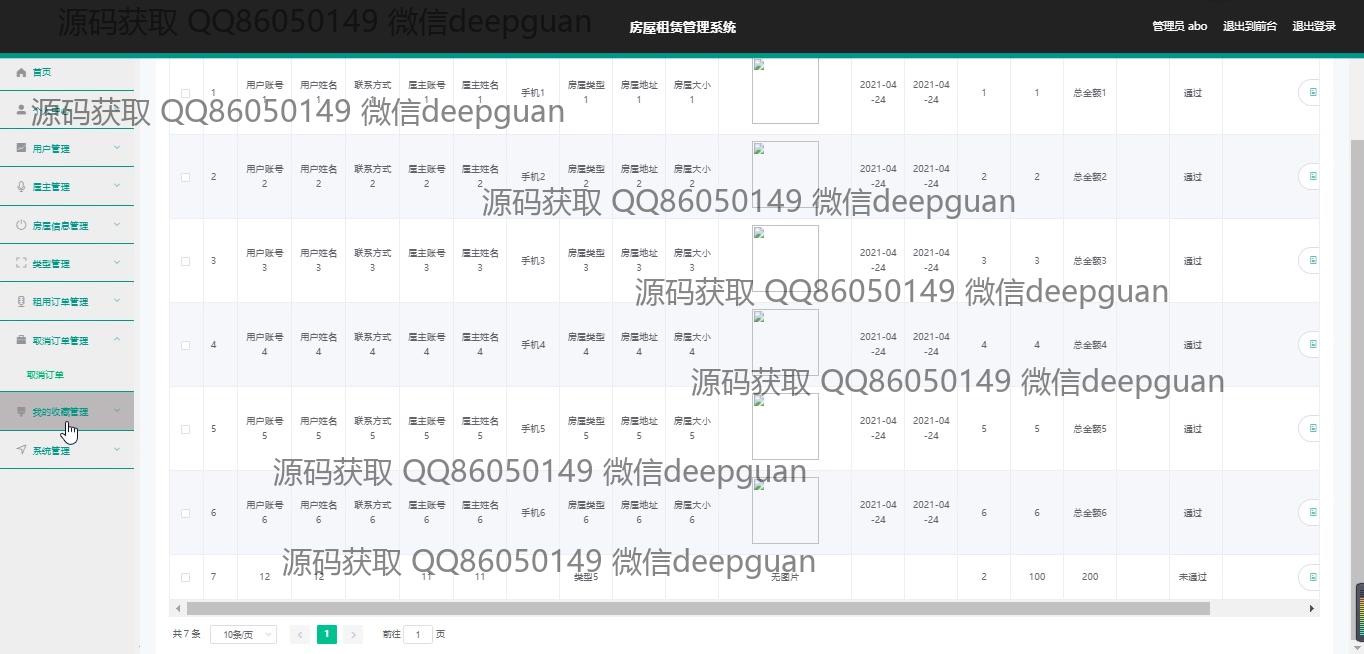 源码获取 QQ86050149 微信deepguan
房屋租赁管理系统
管理员 abo 退出到前台 退出登录
首页
源码获取 QQ86050149 微信deepguan
用户管理
雇主管理
房屋信息管理
类型管理
租用订单管理
取消订单管理
取消订单
我的收藏管理
系统管理
1 用户账号1 用户姓名1 联系方式1 雇主账号1 雇主姓名1 手机1 房屋类型1 房屋地址1 房屋大小1 2021-04-24 2021-04-24 1 1 总金额1 通过
2 用户账号2 用户姓名2 联系方式2 雇主账号2 雇主姓名2 手机2 房屋类型2 房屋地址2 房屋大小2 2021-04-24 2021-04-24 2 2 总金额2 通过
源码获取 QQ86050149 微信deepguan
3 用户账号3 用户姓名3 联系方式3 雇主账号3 雇主姓名3 手机3 房屋类型3 房屋地址3 房屋大小3 2021-04-24 2021-04-24 3 3 总金额3 通过
源码获取 QQ86050149 微信deepguan
4 用户账号4 用户姓名4 联系方式4 雇主账号4 雇主姓名4 手机4 房屋类型4 房屋地址4 房屋大小4 2021-04-24 2021-04-24 4 4 总金额4 通过
源码获取 QQ86050149 微信deepguan
5 用户账号5 用户姓名5 联系方式5 雇主账号5 雇主姓名5 手机5 房屋类型5 房屋地址5 房屋大小5 2021-04-24 2021-04-24 5 5 总金额5 通过
源码获取 QQ86050149 微信deepguan
6 用户账号6 用户姓名6 联系方式6 雇主账号6 雇主姓名6 手机6 房屋类型6 房屋地址6 房屋大小6 2021-04-24 2021-04-24 6 6 总金额6 通过
源码获取 QQ86050149 微信deepguan
7 12 12 11 11 类型5 无图片 2 100 200 未通过
共 7 条 10条/页 1 前往 1 页